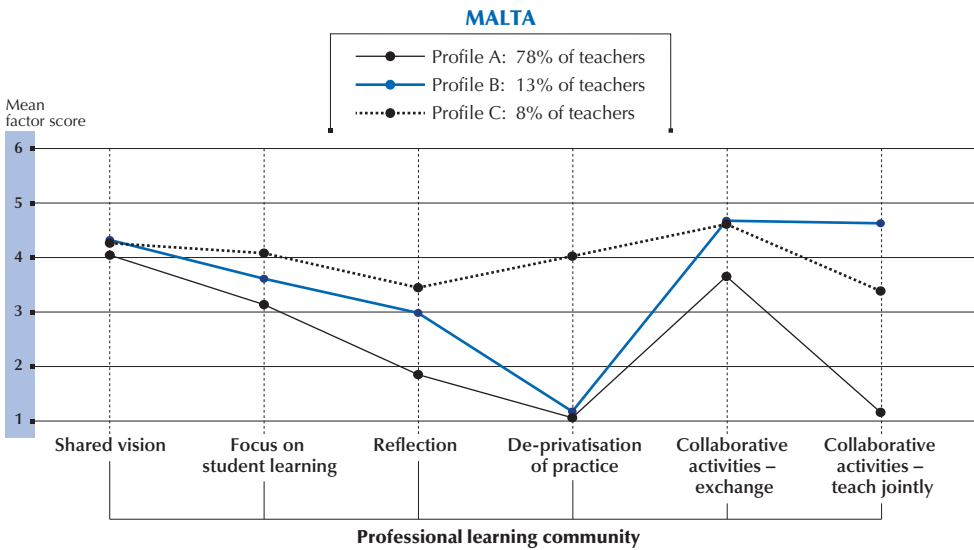 MALTA
Profile A: 78% of teachers
Profile B: 13% of teachers
Profile C: 8% of teachers
Mean
factor score
6
5
4
3
2
1
Shared vision
Focus on
student learning
Reflection
De-privatisation
of practice
Collaborative
activities –
exchange
Collaborative
activities –
teach jointly
Professional learning community